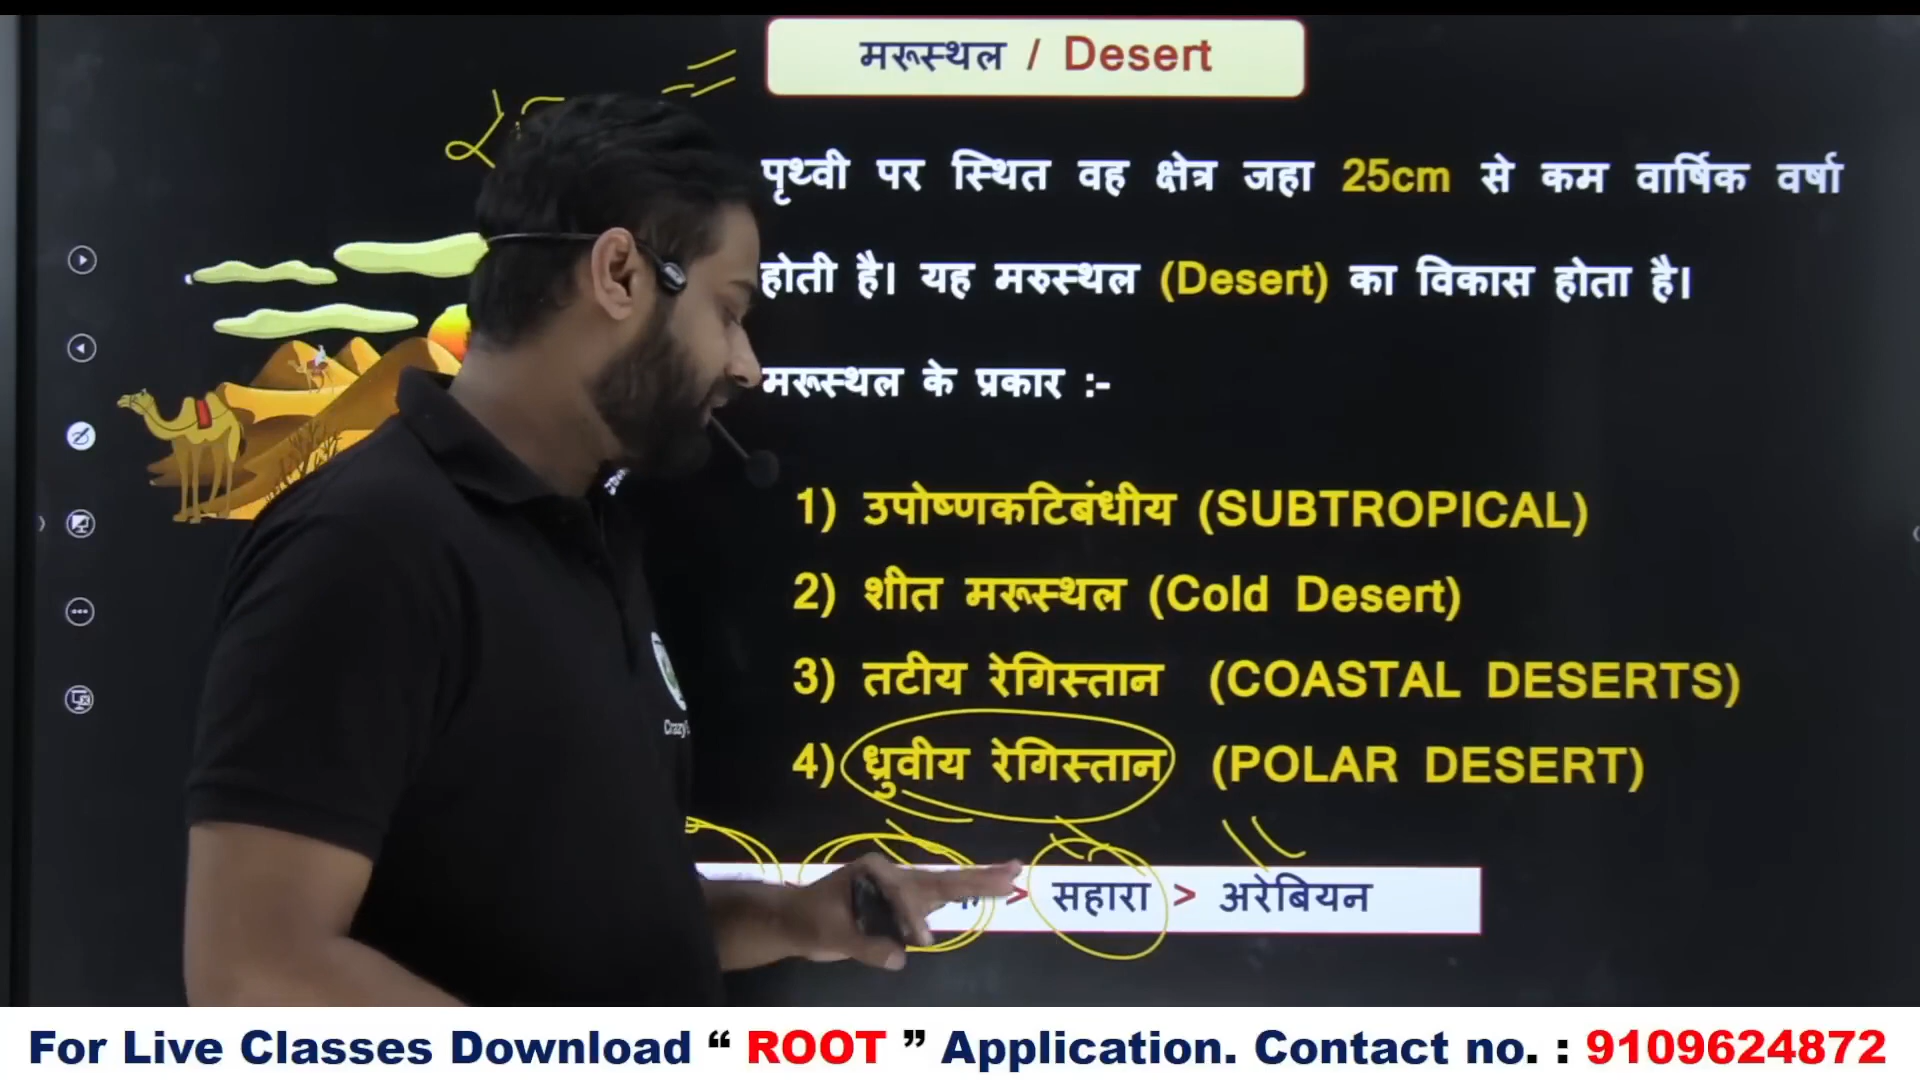 मरूस्थल / Desert
पृथ्वी पर स्थित वह क्षेत्र जहा 25cm से कम वार्षिक वर्षा
होती है। यह मरुस्थल (Desert) का विकास होता है।
मरूस्थल के प्रकार :-
1) उपोष्णकटिबंधीय (SUBTROPICAL)
2) शीत मरूस्थल (Cold Desert)
3) तटीय रेगिस्तान (COASTAL DESERTS)
4) ध्रुवीय रेगिस्तान (POLAR DESERT)
> सहारा > अरेबियन
Crazy
For Live Classes Download “ ROOT ” Application. Contact no. : 9109624872